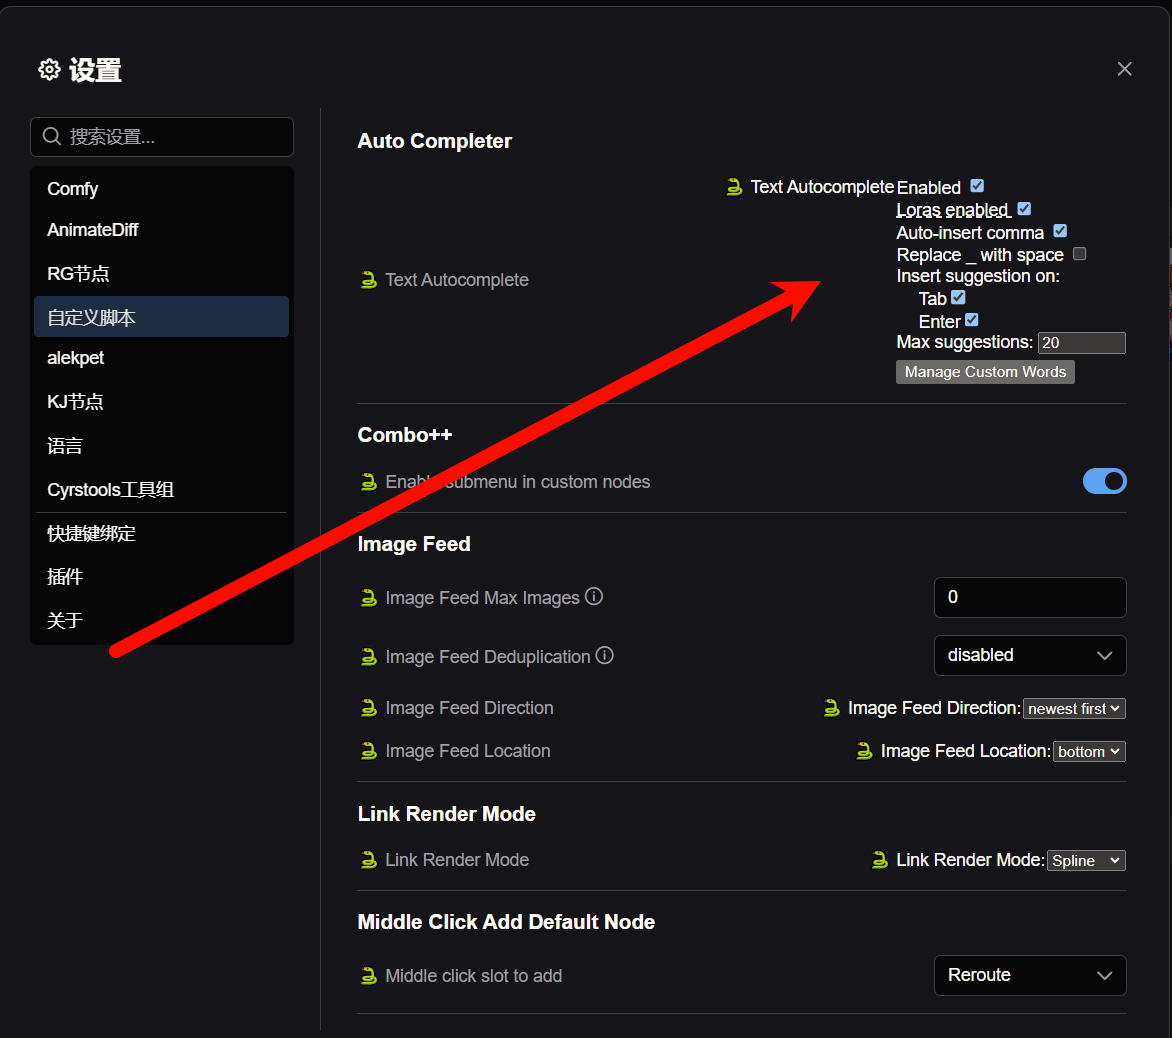 设置
搜索设置...
Comfy
AnimateDiff
RG节点
自定义脚本
alekpet
KJ节点
语言
Cyrstools工具组
快捷键绑定
插件
关于
Auto Completer
Text Autocomplete
Text Autocomplete Enabled
Loras enabled
Auto-insert comma
Replace _ with space
Insert suggestion on:
Tab
Enter
Max suggestions: 20
Manage Custom Words
Combo++
Enable submenu in custom nodes
Image Feed
Image Feed Max Images 0
Image Feed Deduplication disabled
Image Feed Direction Image Feed Direction: newest first
Image Feed Location Image Feed Location: bottom
Link Render Mode
Link Render Mode Link Render Mode: Spline
Middle Click Add Default Node
Middle click slot to add Reroute